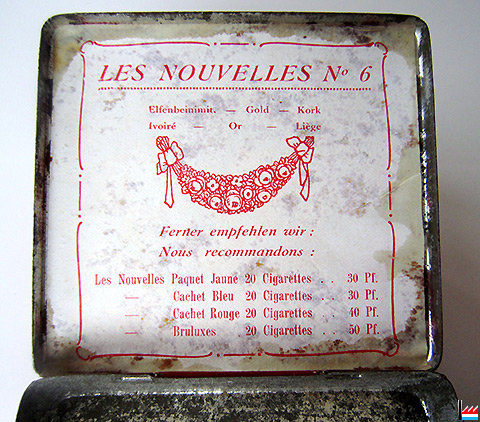 LES NOUVELLES Nº 6
Elfenbeinimit. — Gold — Kork
Ivoiré — Or — Liège
Ferner empfehlen wir :
Nous recommandons :
Les Nouvelles Paquet Jaune 20 Cigarettes . . 30 Pf.
— Cachet Bleu 20 Cigarettes . . 30 Pf.
— Cachet Rouge 20 Cigarettes . . 40 Pf.
— Bruluxes 20 Cigarettes . . 50 Pf.